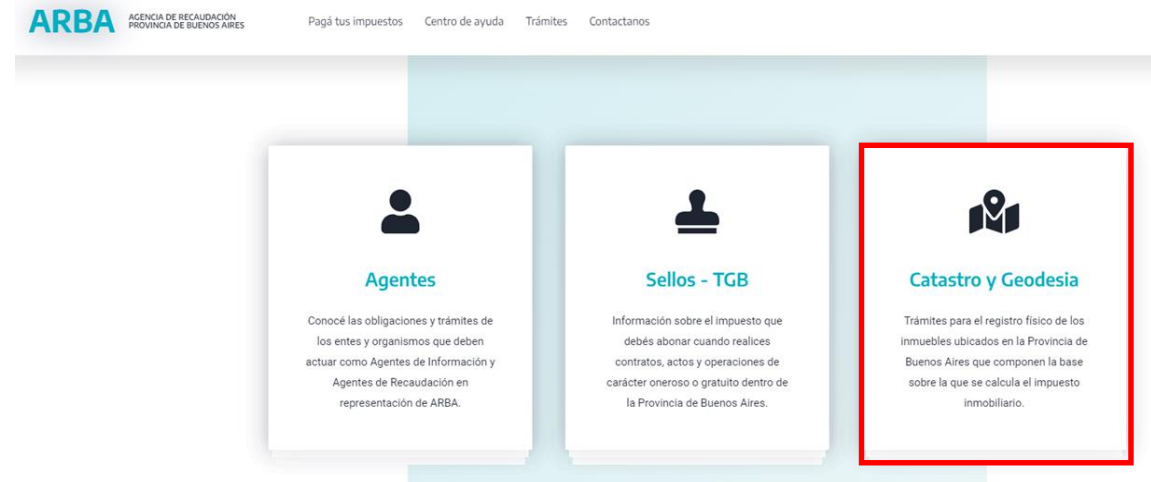 ARBA
AGENCIA DE RECAUDACIÓN
PROVINCIA DE BUENOS AIRES
Pagá tus impuestos
Centro de ayuda
Trámites
Contactanos
Agentes
Conocé las obligaciones y trámites de
los entes y organismos que deben
actuar como Agentes de Información y
Agentes de Recaudación en
representación de ARBA.
Sellos - TGB
Información sobre el impuesto que
debés abonar cuando realices
contratos, actos y operaciones de
carácter oneroso o gratuito dentro de
la Provincia de Buenos Aires.
Catastro y Geodesia
Trámites para el registro físico de los
inmuebles ubicados en la Provincia de
Buenos Aires que componen la base
sobre la que se calcula el impuesto
inmobiliario.